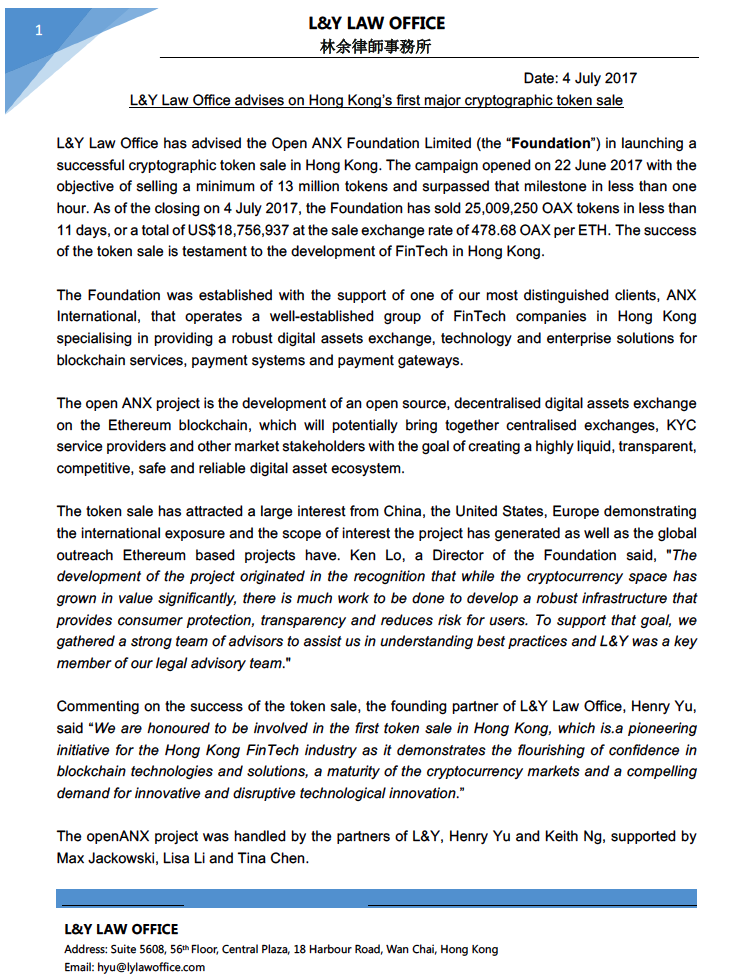 1
L&Y LAW OFFICE
林余律師事務所
Date: 4 July 2017
L&Y Law Office advises on Hong Kong's first major cryptographic token sale
L&Y Law Office has advised the Open ANX Foundation Limited (the “Foundation”) in launching a
successful cryptographic token sale in Hong Kong. The campaign opened on 22 June 2017 with the
objective of selling a minimum of 13 million tokens and surpassed that milestone in less than one
hour. As of the closing on 4 July 2017, the Foundation has sold 25,009,250 OAX tokens in less than
11 days, or a total of US$18,756,937 at the sale exchange rate of 478.68 OAX per ETH. The success
of the token sale is testament to the development of FinTech in Hong Kong.
The Foundation was established with the support of one of our most distinguished clients, ANX
International, that operates a well-established group of FinTech companies in Hong Kong
specialising in providing a robust digital assets exchange, technology and enterprise solutions for
blockchain services, payment systems and payment gateways.
The open ANX project is the development of an open source, decentralised digital assets exchange
on the Ethereum blockchain, which will potentially bring together centralised exchanges, KYC
service providers and other market stakeholders with the goal of creating a highly liquid, transparent,
competitive, safe and reliable digital asset ecosystem.
The token sale has attracted a large interest from China, the United States, Europe demonstrating
the international exposure and the scope of interest the project has generated as well as the global
outreach Ethereum based projects have. Ken Lo, a Director of the Foundation said, "The
development of the project originated in the recognition that while the cryptocurrency space has
grown in value significantly, there is much work to be done to develop a robust infrastructure that
provides consumer protection, transparency and reduces risk for users. To support that goal, we
gathered a strong team of advisors to assist us in understanding best practices and L&Y was a key
member of our legal advisory team."
Commenting on the success of the token sale, the founding partner of L&Y Law Office, Henry Yu,
said “We are honoured to be involved in the first token sale in Hong Kong, which is.a pioneering
initiative for the Hong Kong FinTech industry as it demonstrates the flourishing of confidence in
blockchain technologies and solutions, a maturity of the cryptocurrency markets and a compelling
demand for innovative and disruptive technological innovation.”
The openANX project was handled by the partners of L&Y, Henry Yu and Keith Ng, supported by
Max Jackowski, Lisa Li and Tina Chen.
L&Y LAW OFFICE
Address: Suite 5608, 56th Floor, Central Plaza, 18 Harbour Road, Wan Chai, Hong Kong
Email: hyu@lylawoffice.com